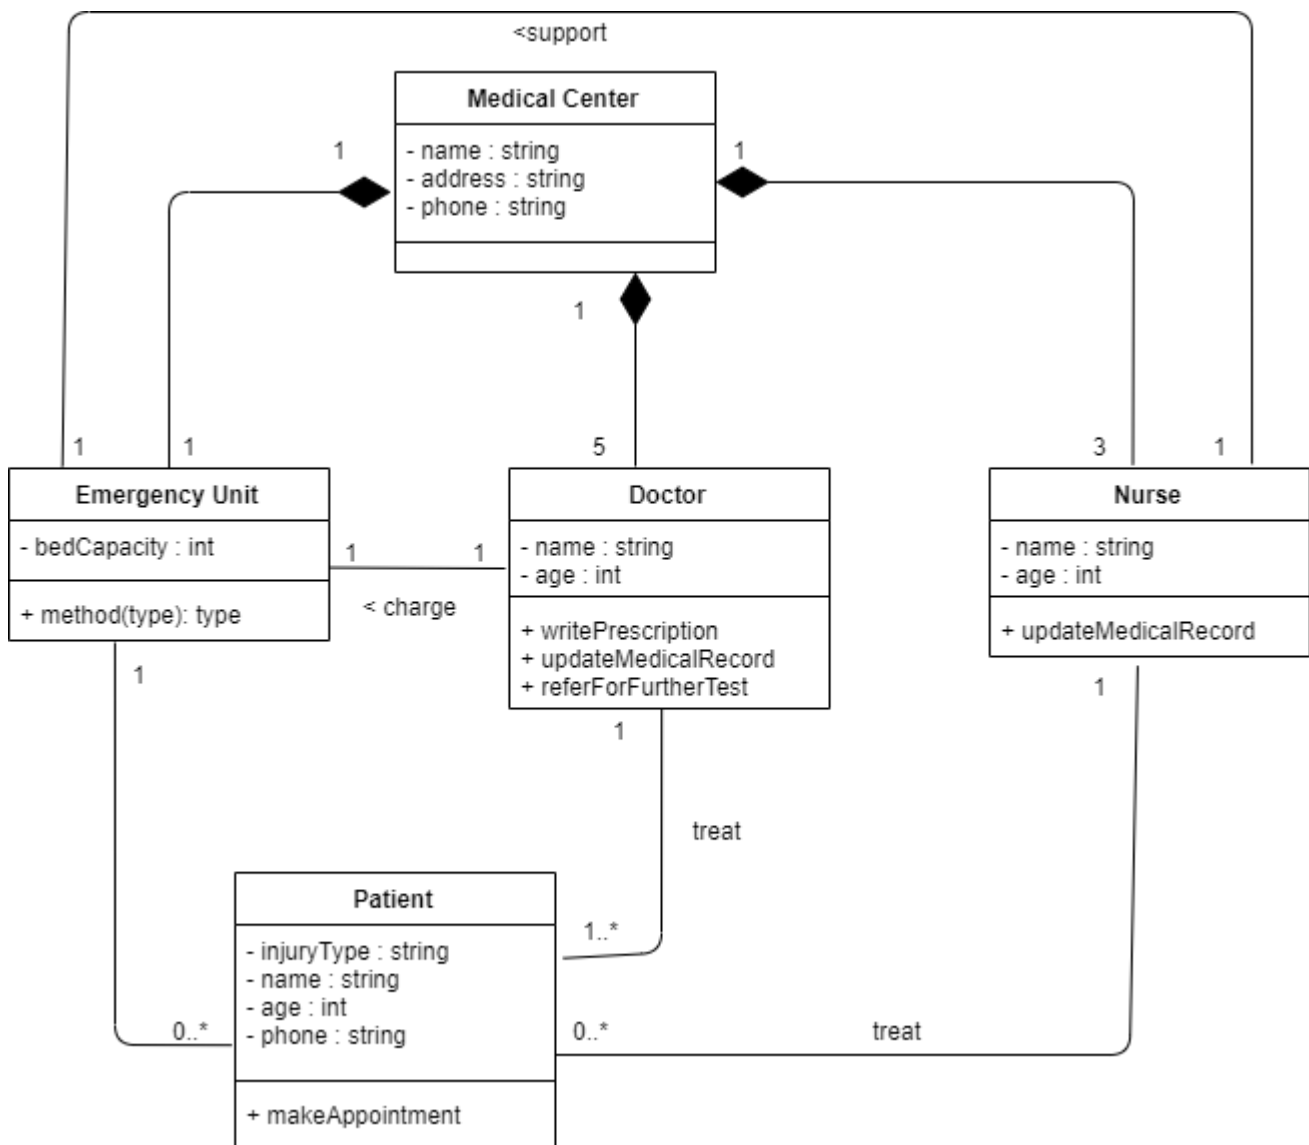 <support
Medical Center
1
1
- name : string
- address : string
- phone : string
1
1
1
5
3
1
Emergency Unit
- bedCapacity : int
+ method(type): type
1
1
< charge
Doctor
- name : string
- age : int
+ writePrescription
+ updateMedicalRecord
+ referForFurtherTest
Nurse
- name : string
- age : int
+ updateMedicalRecord
1
1
1
treat
Patient
1..*
- injuryType : string
- name : string
- age : int
- phone : string
0..*
0..*
treat
+ makeAppointment